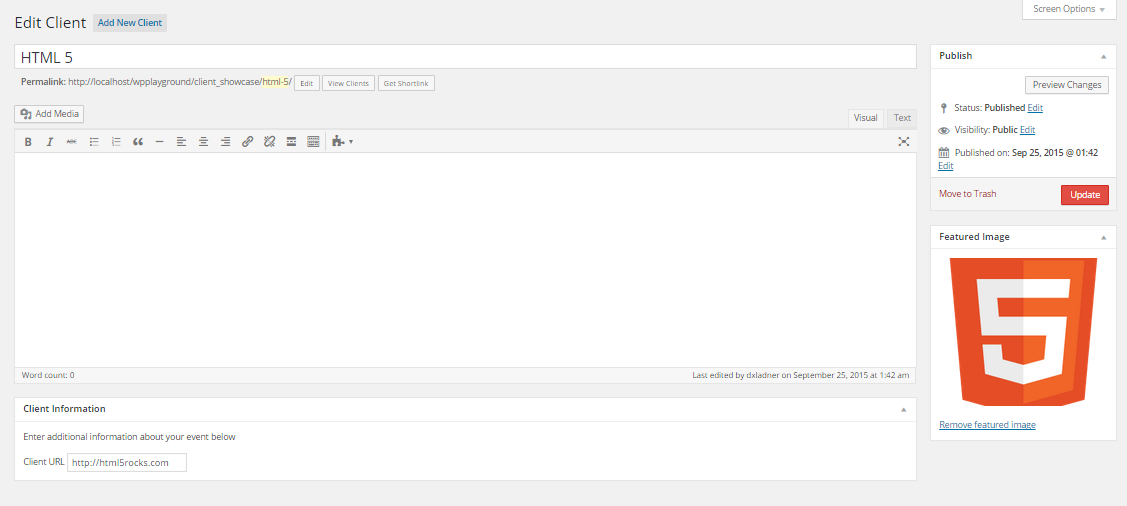 Screen Options
Edit Client Add New Client
HTML 5
Permalink: http://localhost/wpplayground/client_showcase/html-5/ Edit View Clients Get Shortlink
Add Media
Visual Text
B I ABC
Word count: 0 Last edited by dxladner on September 25, 2015 at 1:42 am
Client Information
Enter additional information about your event below
Client URL http://html5rocks.com
Publish
Preview Changes
Status: Published Edit
Visibility: Public Edit
Published on: Sep 25, 2015 @ 01:42
Edit
Move to Trash Update
Featured Image
5
Remove featured image